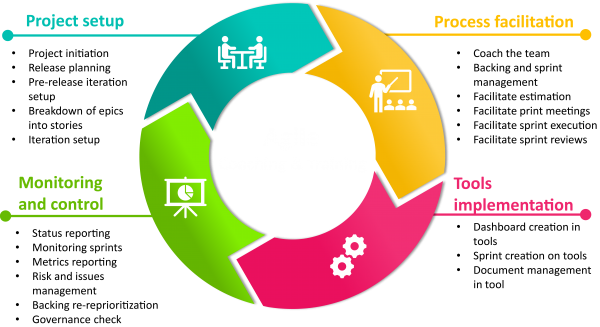 Project setup
• Project initiation
• Release planning
• Pre-release iteration
setup
• Breakdown of epics
into stories
• Iteration setup
Process facilitation
• Coach the team
• Backing and sprint
management
• Facilitate estimation
• Facilitate print meetings
• Facilitate sprint execution
• Facilitate sprint reviews
Monitoring
and control
• Status reporting
• Monitoring sprints
• Metrics reporting
• Risk and issues
management
• Backing re-reprioritization
• Governance check
Tools
implementation
• Dashboard creation in
tools
• Sprint creation on tools
• Document management
in tool